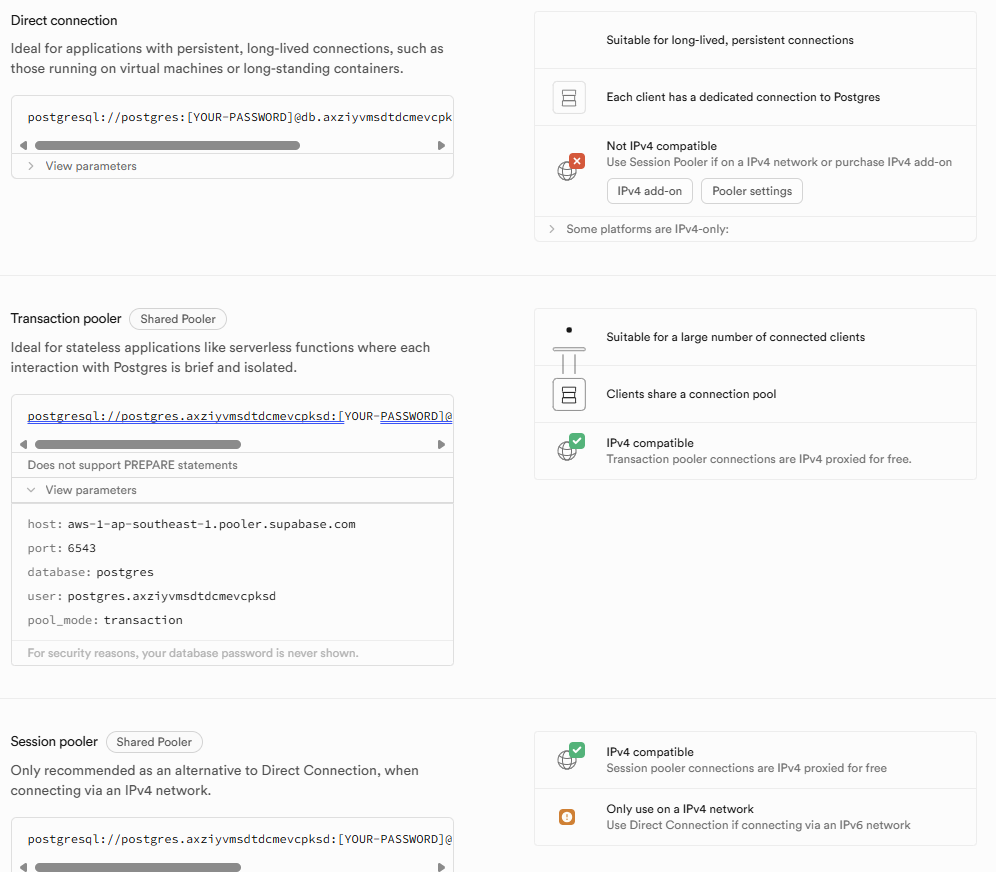 Direct connection
Ideal for applications with persistent, long-lived connections, such as
those running on virtual machines or long-standing containers.
postgresql://postgres:[YOUR-PASSWORD]@db.axziyvmsdtdcmevcpk
View parameters
Suitable for long-lived, persistent connections
Each client has a dedicated connection to Postgres
Not IPv4 compatible
Use Session Pooler if on a IPv4 network or purchase IPv4 add-on
IPv4 add-on
Pooler settings
Some platforms are IPv4-only:
Transaction pooler
Shared Pooler
Ideal for stateless applications like serverless functions where each
interaction with Postgres is brief and isolated.
postgresql://postgres.axziyvmsdtdcmevcpksd:[YOUR-PASSWORD]@
Does not support PREPARE statements
View parameters
host: aws-1-ap-southeast-1.pooler.supabase.com
port: 6543
database: postgres
user: postgres.axziyvmsdtdcmevcpksd
pool_mode: transaction
For security reasons, your database password is never shown.
Suitable for a large number of connected clients
Clients share a connection pool
IPv4 compatible
Transaction pooler connections are IPv4 proxied for free.
Session pooler
Shared Pooler
Only recommended as an alternative to Direct Connection, when
connecting via an IPv4 network.
postgresql://postgres.axziyvmsdtdcmevcpksd:[YOUR-PASSWORD]@
IPv4 compatible
Session pooler connections are IPv4 proxied for free
Only use on a IPv4 network
Use Direct Connection if connecting via an IPv6 network